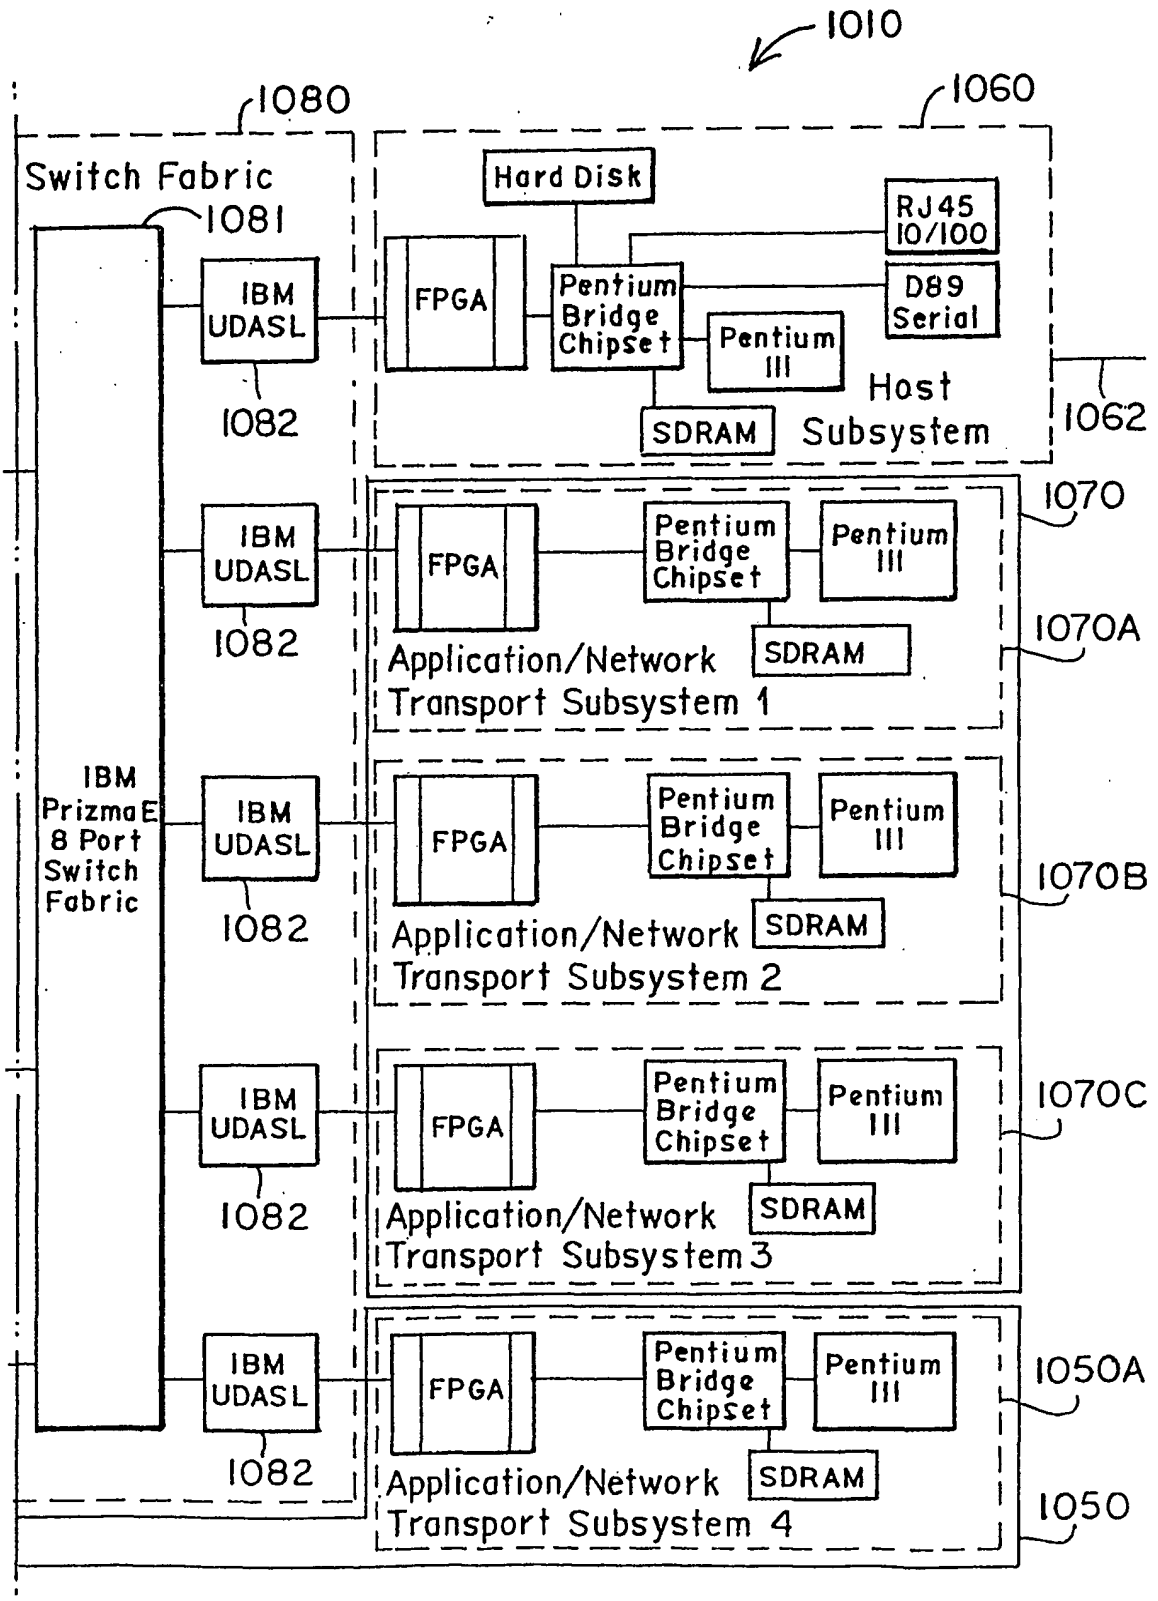 1010
1080
1060
Switch Fabric
1081
Hard Disk
RJ45
10/100
IBM
UDASL
FPGA
Pentium
Bridge
Chipset
D89
Serial
Pentium
III
Host
Subsystem
1082
SDRAM
1062
1070
IBM
UDASL
FPGA
Pentium
Bridge
Chipset
Pentium
III
1082
SDRAM
1070A
Application/Network
Transport Subsystem 1
IBM
PrizmaE
8 Port
Switch
Fabric
IBM
UDASL
FPGA
Pentium
Bridge
Chipset
Pentium
III
1070B
1082
SDRAM
Application/Network
Transport Subsystem 2
IBM
UDASL
FPGA
Pentium
Bridge
Chipset
Pentium
III
1070C
1082
SDRAM
Application/Network
Transport Subsystem 3
IBM
UDASL
FPGA
Pentium
Bridge
Chipset
Pentium
III
1050A
1082
SDRAM
Application/Network
Transport Subsystem 4
1050